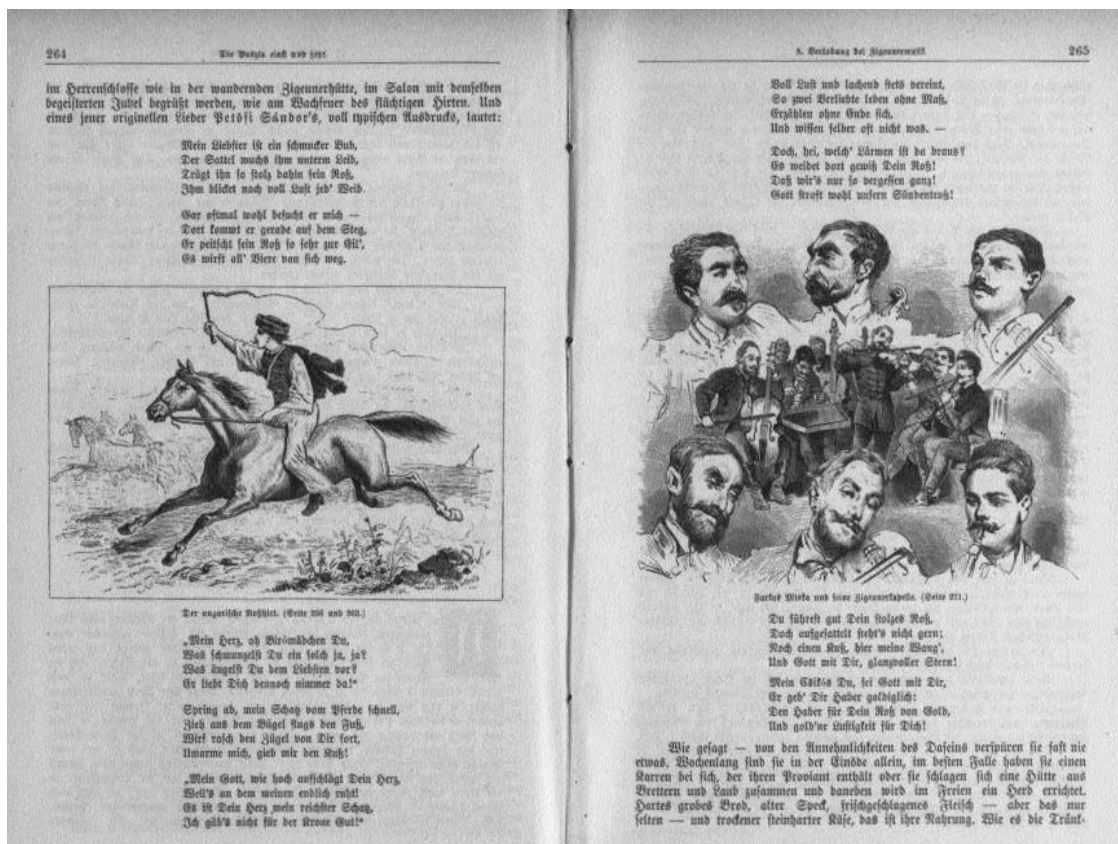 264
Die Puszta einst und jetzt.
im Herrenschlosse wie in der wandernden Zigeunerhütte, im Salon mit demselben
begeisterten Jubel begrüßt werden, wie am Wachfeuer des flüchtigen Hirten. Und
eines jener originellen Lieder Petöfi Sándor's, voll typischen Ausdrucks, lautet:
Mein Liebster ist ein schmucker Bub,
Der Sattel wuchs ihm unterm Leib,
Trägt ihn so stolz dahin sein Roß,
Ihm blicket nach voll Lust jed' Weib.
Gar oftmal wohl besucht er mich —
Dort kommt er gerade auf dem Steg,
Er peitscht sein Roß so sehr zur Eil',
Es wirft all' Viere von sich weg.
Der ungarische Roßhirt. (Seite 256 und 263.)
„Mein Herz, oh Birómädchen Du,
Was schmunzelst Du ein solch ja, ja?
Was äugelst Du dem Liebsten vor?
Er liebt Dich dennoch nimmer da!"
Spring ab, mein Schatz vom Pferde schnell,
Zieh aus dem Bügel flugs den Fuß,
Wirf rasch den Zügel von Dir fort,
Umarme mich, gieb mir den Kuß!
„Mein Gott, wie hoch aufschlägt Dein Herz,
Weil's an dem meinen endlich ruht!
Es ist Dein Herz mein reichster Schatz,
Ich gäb's nicht für der Krone Gut!"
265
Voll Lust und lachend stets vereint,
So zwei Verliebte leben ohne Maß,
Erzählen ohne Ende sich,
Und wissen selber oft nicht was. —
Doch, hei, welch' Lärmen ist da draus?
Es weidet dort gewiß Dein Roß!
Daß wir's nur so vergessen ganz!
Gott straft wohl unsern Sündentroß!
Farkas Miska und seine Zigeunerkapelle. (Seite 271.)
Du führest gut Dein stolzes Roß,
Doch aufgesattelt steht's nicht gern;
Noch einen Kuß, hier meine Wang',
Und Gott mit Dir, glanzvoller Stern!
Mein Csikós Du, sei Gott mit Dir,
Er geb' Dir Haber goldiglich:
Den Haber für Dein Roß von Gold,
Und gold'ne Lustigkeit für Dich!
Wie gesagt — von den Annehmlichkeiten des Daseins verspüren sie fast nie
etwas. Wochenlang sind sie in der Einöde allein, im besten Falle haben sie einen
Karren bei sich, der ihren Proviant enthält oder sie schlagen sich eine Hütte aus
Brettern und Laub zusammen und daneben wird im Freien ein Herd errichtet.
Hartes grobes Brod, alter Speck, frischgeschlagenes Fleisch — aber das nur
selten — und trockener steinharter Käse, das ist ihre Nahrung. Wie es die Tränk-